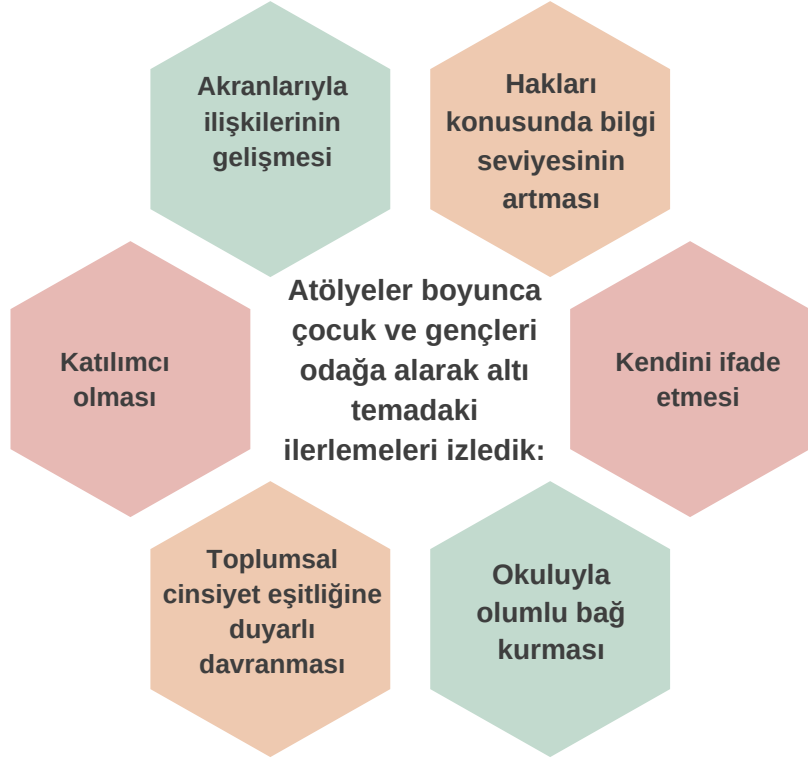 Akranlarıyla
ilişkilerinin
gelişmesi
Hakları
konusunda bilgi
seviyesinin
artması
Katılımcı
olması
Atölyeler boyunca
çocuk ve gençleri
odağa alarak altı
temadaki
ilerlemeleri izledik:
Kendini ifade
etmesi
Toplumsal
cinsiyet eşitliğine
duyarlı
davranması
Okuluyla
olumlu bağ
kurması